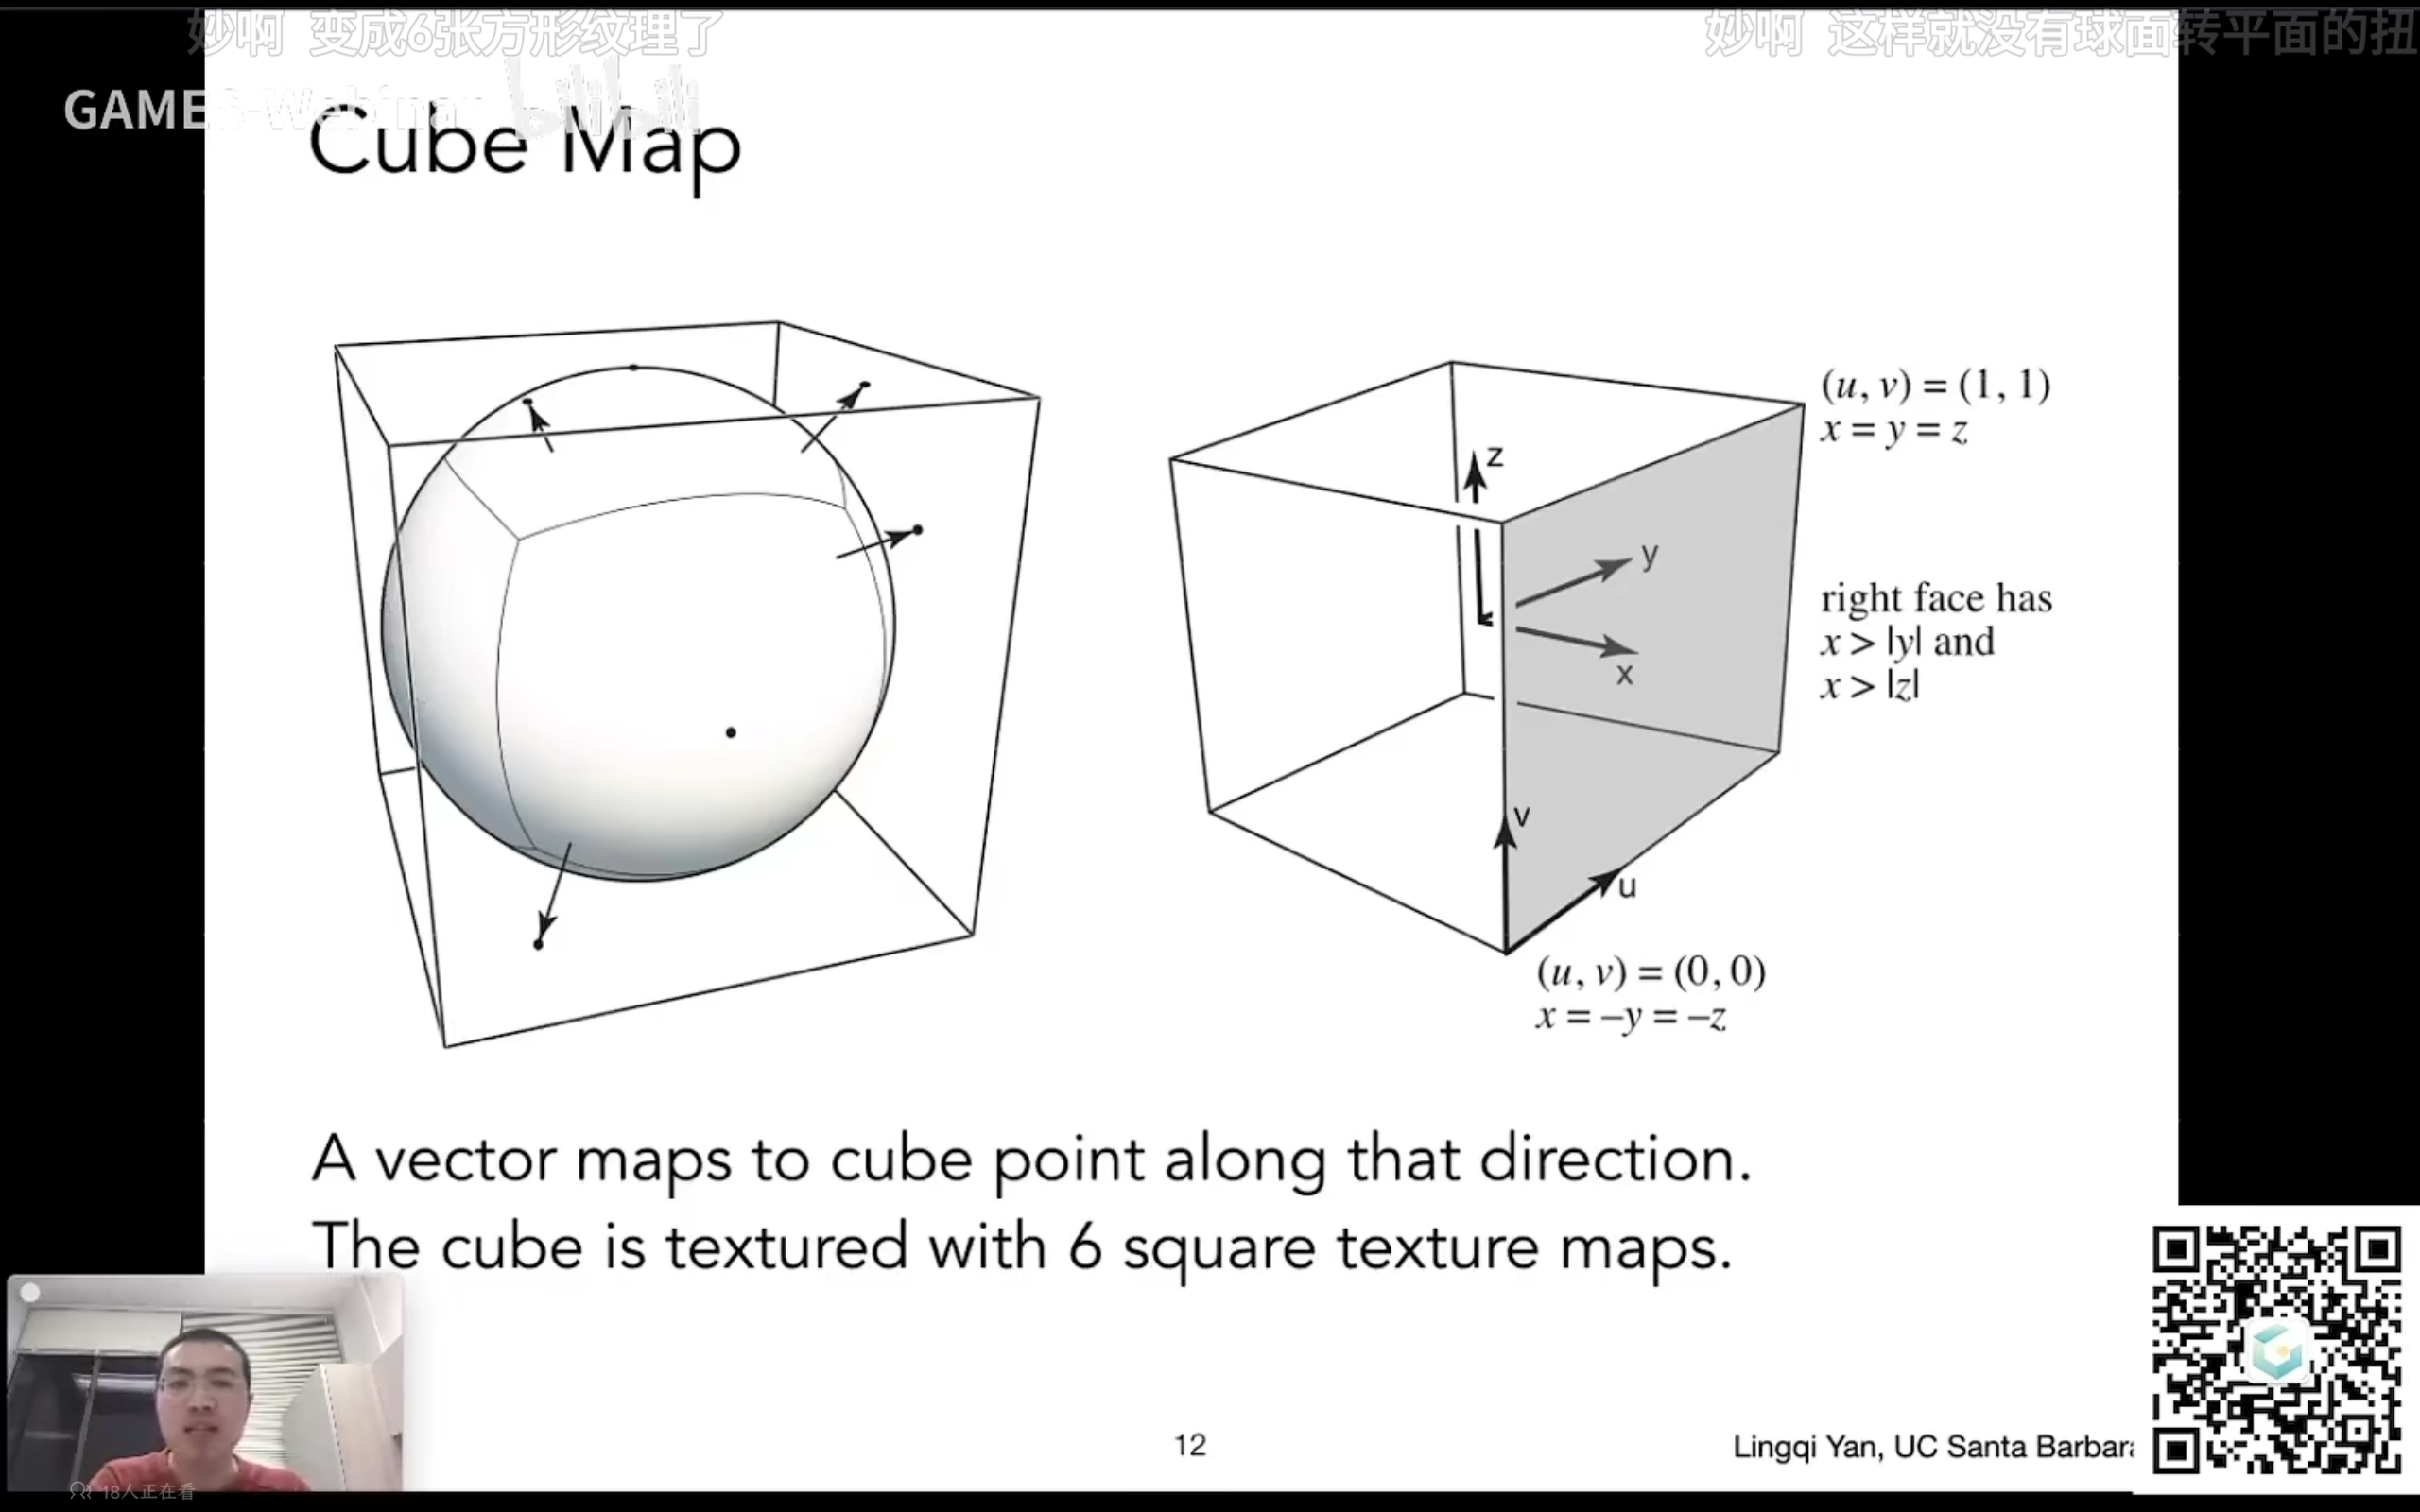 妙啊 变成6张方形纹理了
妙啊 这样就没有球面转平面的扭
GAMES-Webinar bilibili
Cube Map
(u, v) = (1, 1)
x = y = z
z
y
x
right face has
x > |y| and
x > |z|
v
u
(u, v) = (0, 0)
x = –y = –z
A vector maps to cube point along that direction.
The cube is textured with 6 square texture maps.
12
Lingqi Yan, UC Santa Barbara
18人正在看